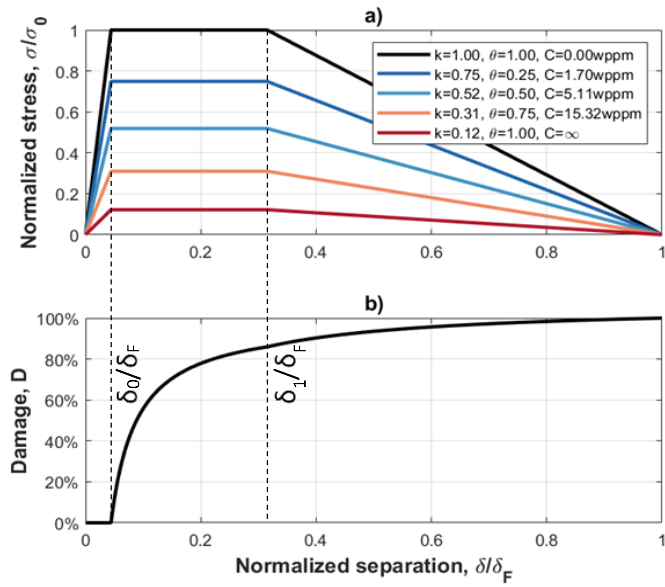 a)
Normalized stress, σ/σ₀
1
0.8
0.6
0.4
0.2
0
k=1.00, θ=1.00, C=0.00wppm
k=0.75, θ=0.25, C=1.70wppm
k=0.52, θ=0.50, C=5.11wppm
k=0.31, θ=0.75, C=15.32wppm
k=0.12, θ=1.00, C=∞
0 0.2 0.4 0.6 0.8 1
b)
Damage, D
100%
80%
60%
40%
20%
0%
δ₀/δ_F
δ₁/δ_F
0 0.2 0.4 0.6 0.8 1
Normalized separation, δ/δ_F